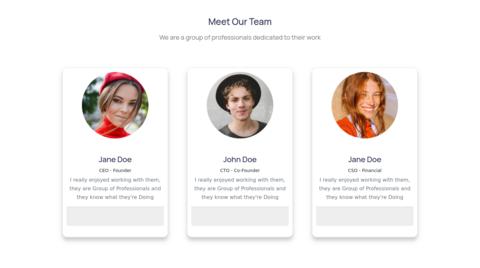 Meet Our Team
We are a group of professionals dedicated to their work
Jane Doe
CEO - Founder
I really enjoyed working with them,
they are Group of Professionals and
they know what they're Doing
John Doe
CTO - Co-Founder
I really enjoyed working with them,
they are Group of Professionals and
they know what they're Doing
Jane Doe
CSO - Financial
I really enjoyed working with them,
they are Group of Professionals and
they know what they're Doing